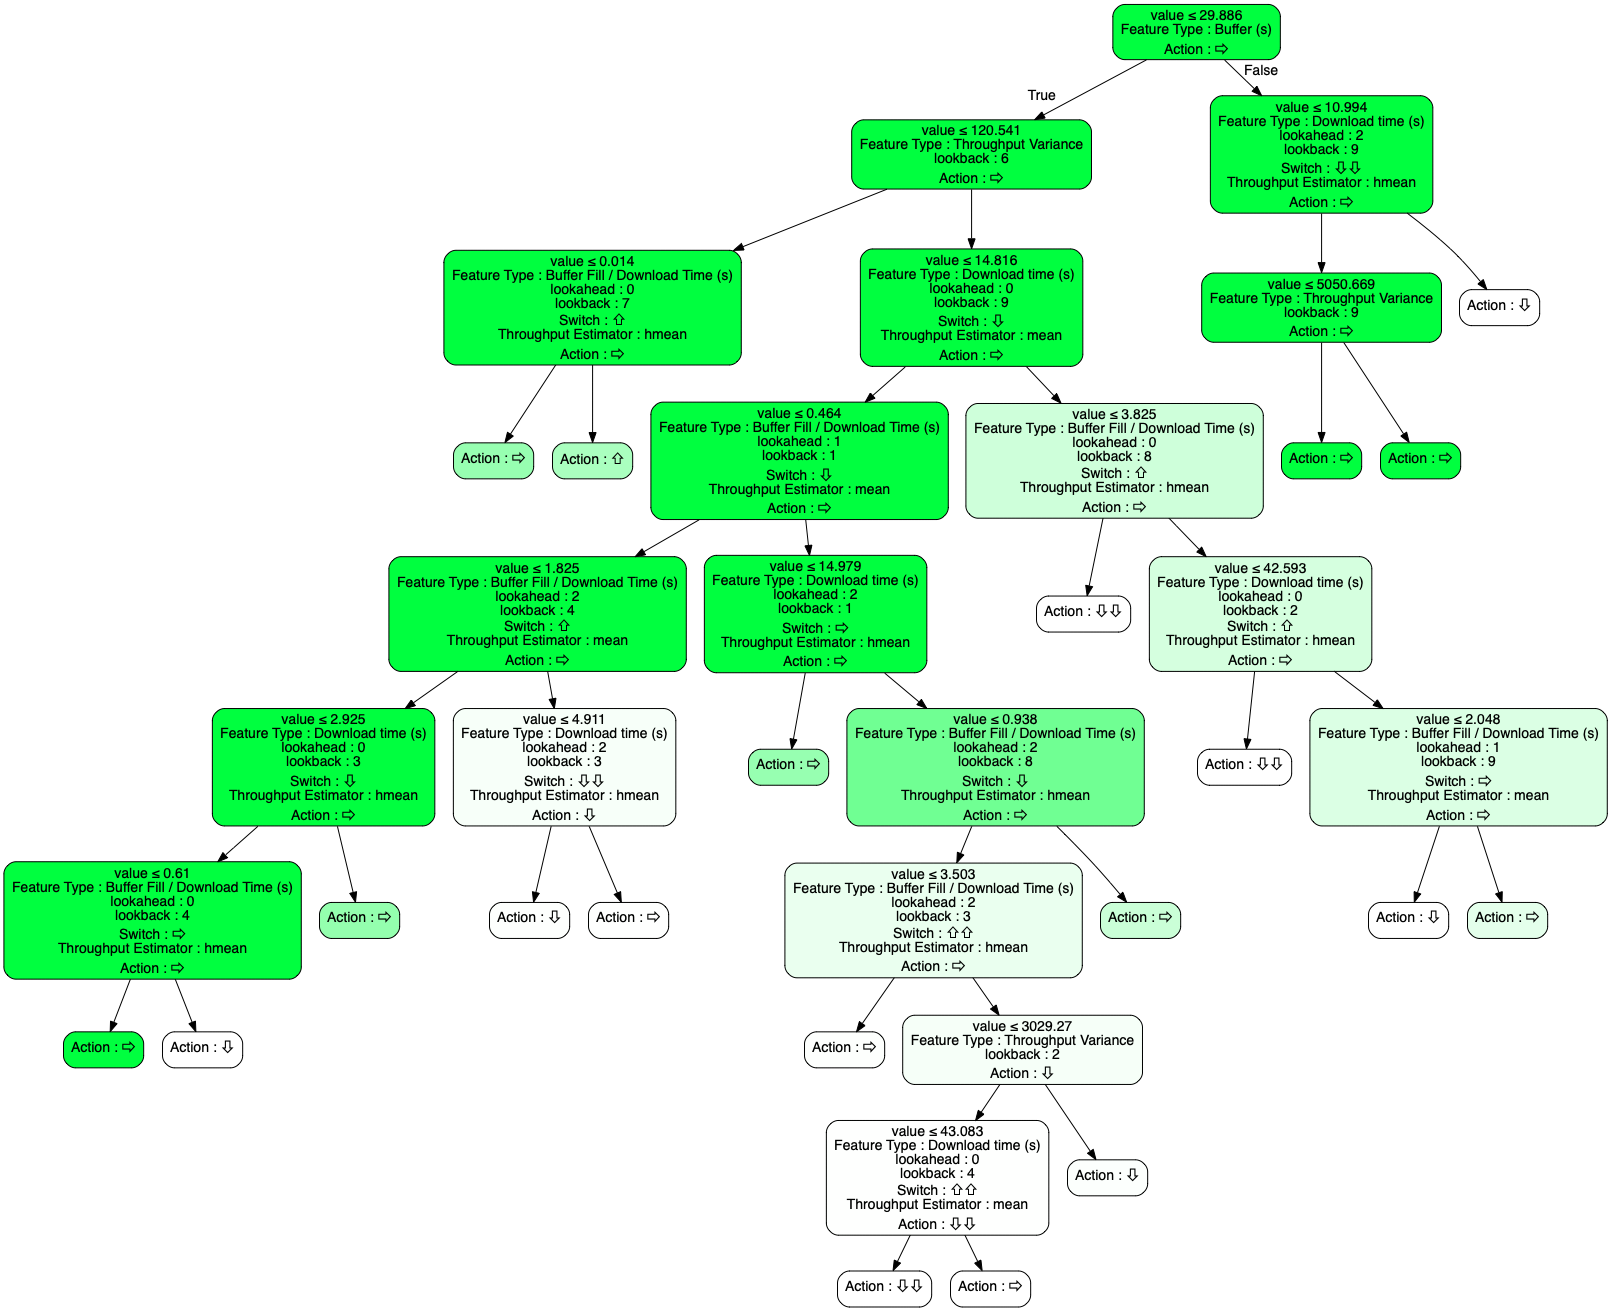 value ≤ 29.886
Feature Type : Buffer (s)
Action : ⇨
True
False
value ≤ 120.541
Feature Type : Throughput Variance
lookback : 6
Action : ⇨
value ≤ 10.994
Feature Type : Download time (s)
lookahead : 2
lookback : 9
Switch : ⇩⇩
Throughput Estimator : hmean
Action : ⇨
value ≤ 0.014
Feature Type : Buffer Fill / Download Time (s)
lookahead : 0
lookback : 7
Switch : ⇧
Throughput Estimator : hmean
Action : ⇨
value ≤ 14.816
Feature Type : Download time (s)
lookahead : 0
lookback : 9
Switch : ⇩
Throughput Estimator : mean
Action : ⇨
value ≤ 5050.669
Feature Type : Throughput Variance
lookback : 9
Action : ⇨
Action : ⇩
Action : ⇨
Action : ⇧
value ≤ 0.464
Feature Type : Buffer Fill / Download Time (s)
lookahead : 1
lookback : 1
Switch : ⇩
Throughput Estimator : mean
Action : ⇨
value ≤ 3.825
Feature Type : Buffer Fill / Download Time (s)
lookahead : 0
lookback : 8
Switch : ⇧
Throughput Estimator : hmean
Action : ⇨
Action : ⇨
Action : ⇨
value ≤ 1.825
Feature Type : Buffer Fill / Download Time (s)
lookahead : 2
lookback : 4
Switch : ⇧
Throughput Estimator : mean
Action : ⇨
value ≤ 14.979
Feature Type : Download time (s)
lookahead : 2
lookback : 1
Switch : ⇨
Throughput Estimator : hmean
Action : ⇨
Action : ⇩⇩
value ≤ 42.593
Feature Type : Download time (s)
lookahead : 0
lookback : 2
Switch : ⇧
Throughput Estimator : hmean
Action : ⇨
value ≤ 2.925
Feature Type : Download time (s)
lookahead : 0
lookback : 3
Switch : ⇩
Throughput Estimator : hmean
Action : ⇨
value ≤ 4.911
Feature Type : Download time (s)
lookahead : 2
lookback : 3
Switch : ⇩⇩
Throughput Estimator : hmean
Action : ⇩
Action : ⇨
value ≤ 0.938
Feature Type : Buffer Fill / Download Time (s)
lookahead : 2
lookback : 8
Switch : ⇩
Throughput Estimator : hmean
Action : ⇨
Action : ⇩⇩
value ≤ 2.048
Feature Type : Buffer Fill / Download Time (s)
lookahead : 1
lookback : 9
Switch : ⇨
Throughput Estimator : mean
Action : ⇨
value ≤ 0.61
Feature Type : Buffer Fill / Download Time (s)
lookahead : 0
lookback : 4
Switch : ⇨
Throughput Estimator : hmean
Action : ⇨
Action : ⇨
Action : ⇩
Action : ⇨
value ≤ 3.503
Feature Type : Buffer Fill / Download Time (s)
lookahead : 2
lookback : 3
Switch : ⇧⇧
Throughput Estimator : hmean
Action : ⇨
Action : ⇨
Action : ⇩
Action : ⇨
Action : ⇨
Action : ⇩
Action : ⇨
value ≤ 3029.27
Feature Type : Throughput Variance
lookback : 2
Action : ⇩
value ≤ 43.083
Feature Type : Download time (s)
lookahead : 0
lookback : 4
Switch : ⇧⇧
Throughput Estimator : mean
Action : ⇩⇩
Action : ⇩
Action : ⇩⇩
Action : ⇨